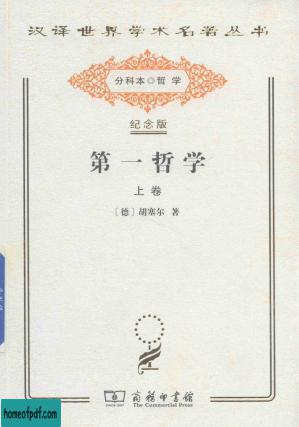 汉译世界学术名著丛书
分科本 哲学
纪念版
第一哲学
上卷
〔德〕胡塞尔 著
商务印书馆
SINCE 1897
The Commercial Press
homeofpdf.com